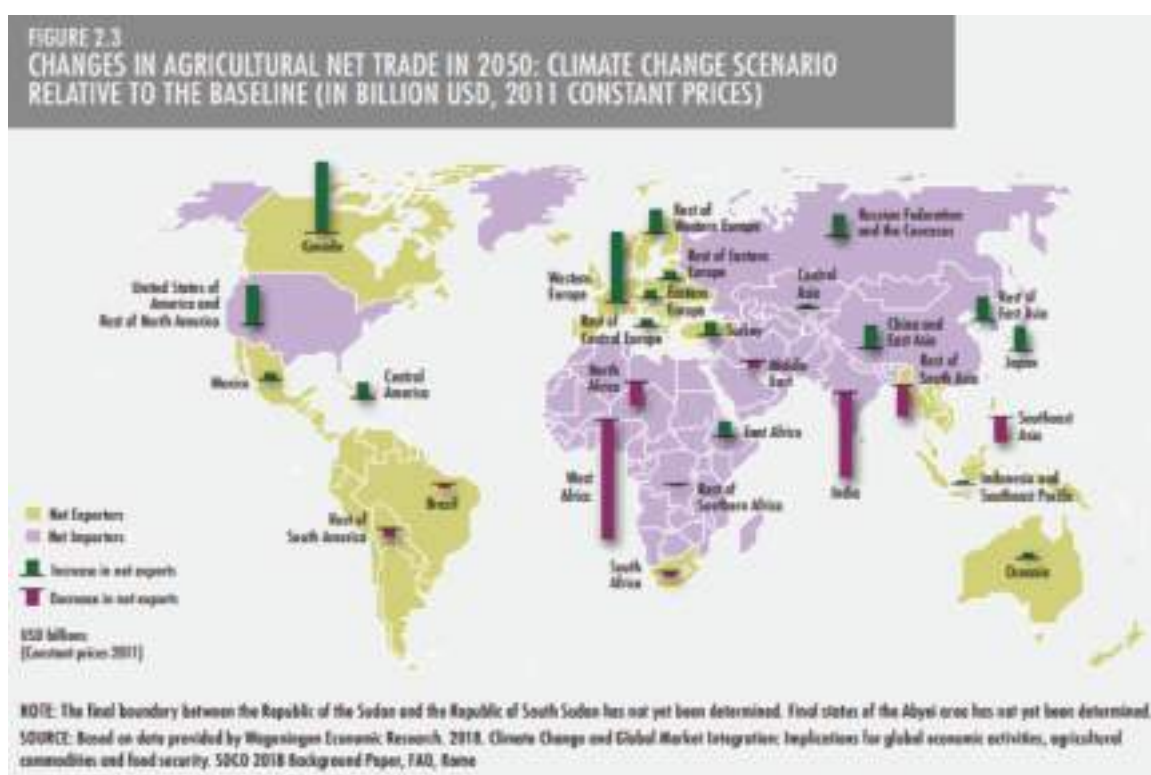 FIGURE 2.3
CHANGES IN AGRICULTURAL NET TRADE IN 2050: CLIMATE CHANGE SCENARIO
RELATIVE TO THE BASELINE (IN BILLION USD, 2011 CONSTANT PRICES)
Canada
United States of
America and
Rest of North America
Mexico
Central
America
Brazil
Rest of
South America
Rest of
Western Europe
Western
Europe
Rest of Eastern
Europe
Eastern
Europe
Rest of
Central Europe
Turkey
Russian Federation
and the Caucasus
Central
Asia
China and
East Asia
Rest of
East Asia
Japan
Rest of
South Asia
Middle
East
North
Africa
East Africa
West
Africa
Rest of
Southern Africa
South
Africa
India
Southeast
Asia
Indonesia and
Southeast Pacific
Oceania
Net Exporters
Net Importers
Increase in net exports
Decrease in net exports
USD billions
(Constant prices 2011)
NOTE: The final boundary between the Republic of the Sudan and the Republic of South Sudan has not yet been determined. Final status of the Abyei area has not yet been determined.
SOURCE: Based on data provided by Wageningen Economic Research. 2018. Climate Change and Global Market Integration: Implications for global economic activities, agricultural
commodities and food security. SOCO 2018 Background Paper, FAO, Rome